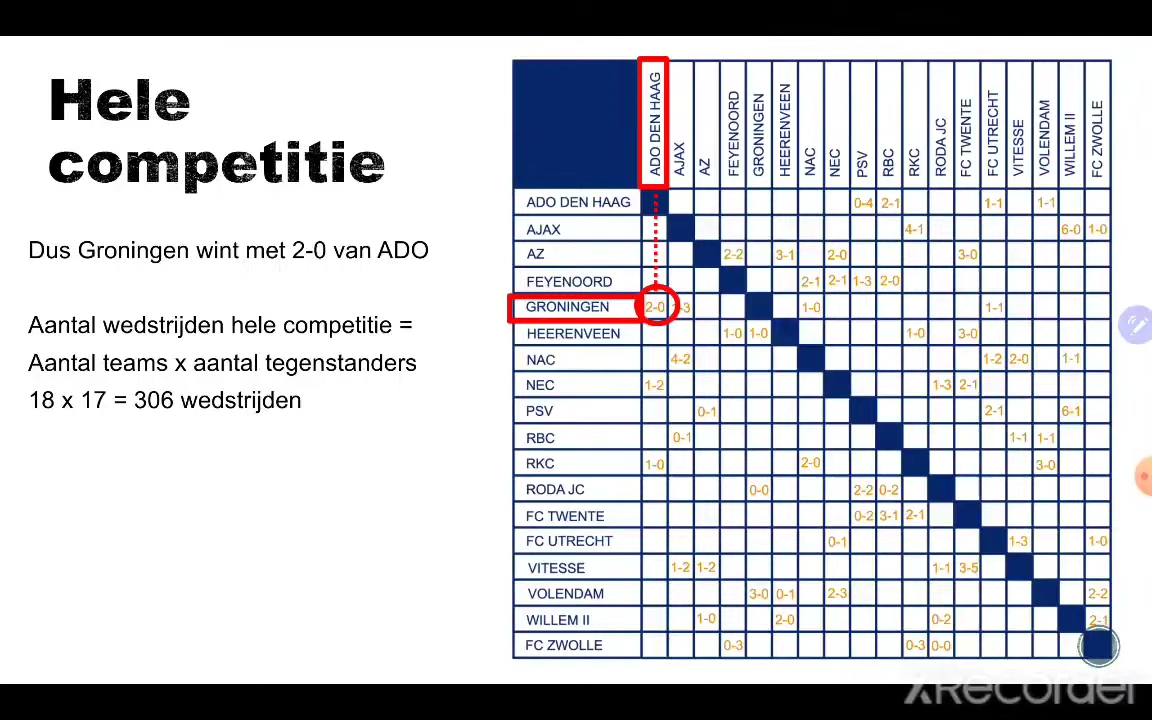 Hele
competitie
Dus Groningen wint met 2-0 van ADO
Aantal wedstrijden hele competitie =
Aantal teams x aantal tegenstanders
18 x 17 = 306 wedstrijden
ADO DEN HAAG AJAX AZ FEYENOORD GRONINGEN HEERENVEEN NAC NEC PSV RBC RKC RODA JC FC TWENTE FC UTRECHT VITESSE VOLENDAM WILLEM II FC ZWOLLE
ADO DEN HAAG 0-4 2-1 1-1 1-1
AJAX 4-1 6-0 1-0
AZ 2-2 3-1 2-0 3-0
FEYENOORD 2-1 2-1 1-3 2-0
GRONINGEN 2-0 1-0 1-1
HEERENVEEN 1-0 1-0 1-0 3-0
NAC 4-2 1-2 2-0 1-1
NEC 1-2 1-3 2-1
PSV 0-1 2-1 6-1
RBC 0-1 1-1 1-1
RKC 1-0 2-0 3-0
RODA JC 0-0 2-2 0-2
FC TWENTE 0-2 3-1 2-1
FC UTRECHT 0-1 1-3 1-0
VITESSE 1-2 1-2 1-1 3-5
VOLENDAM 3-0 0-1 2-3 2-2
WILLEM II 1-0 2-0 0-2 2-1
FC ZWOLLE 0-3 0-3 0-0
XRecorder